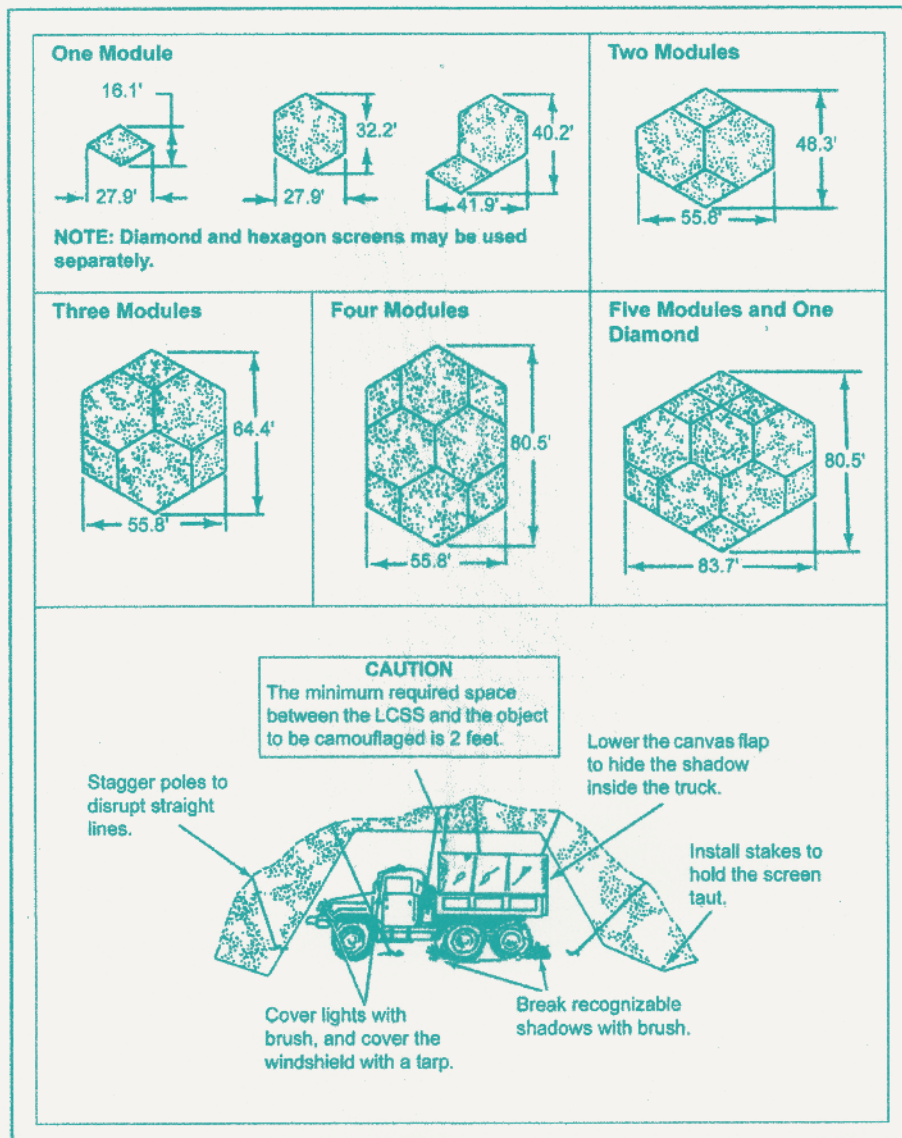 One Module
16.1'
27.9'
32.2'
27.9'
40.2'
41.9'
NOTE: Diamond and hexagon screens may be used
separately.
Two Modules
48.3'
55.8'
Three Modules
64.4'
55.8'
Four Modules
80.5'
55.8'
Five Modules and One
Diamond
80.5'
83.7'
CAUTION
The minimum required space
between the LCSS and the object
to be camouflaged is 2 feet.
Stagger poles to
disrupt straight
lines.
Lower the canvas flap
to hide the shadow
inside the truck.
Install stakes to
hold the screen
taut.
Cover lights with
brush, and cover the
windshield with a tarp.
Break recognizable
shadows with brush.